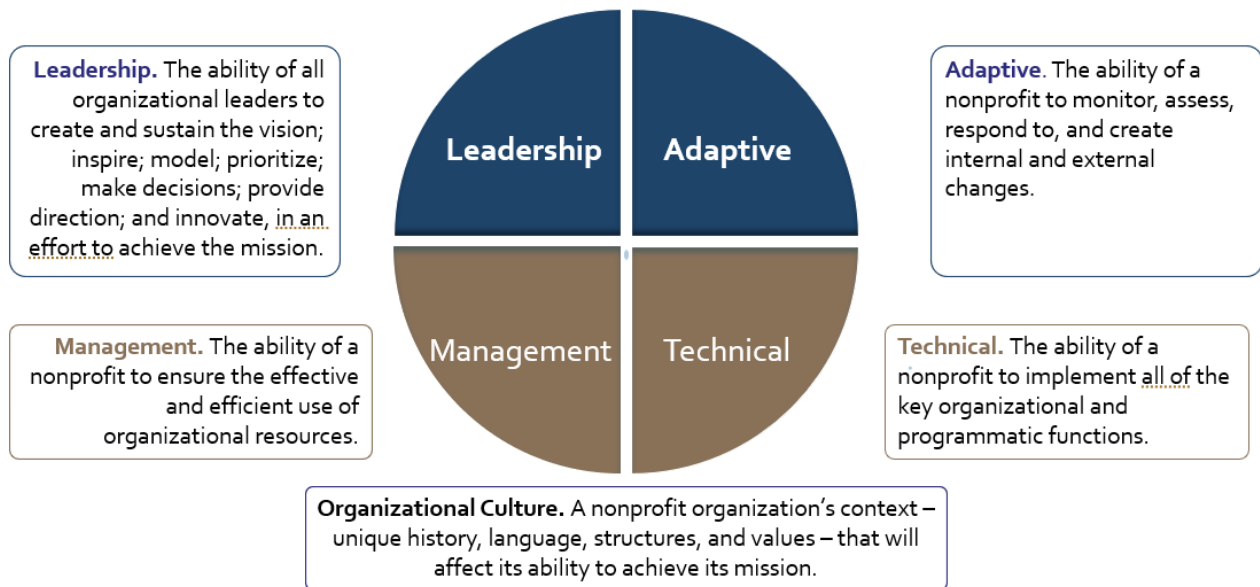 Leadership. The ability of all
organizational leaders to
create and sustain the vision;
inspire; model; prioritize;
make decisions; provide
direction; and innovate, in an
effort to achieve the mission.
Leadership
Adaptive
Adaptive. The ability of a
nonprofit to monitor, assess,
respond to, and create
internal and external
changes.
Management. The ability of a
nonprofit to ensure the effective
and efficient use of
organizational resources.
Management
Technical
Technical. The ability of a
nonprofit to implement all of the
key organizational and
programmatic functions.
Organizational Culture. A nonprofit organization’s context –
unique history, language, structures, and values – that will
affect its ability to achieve its mission.